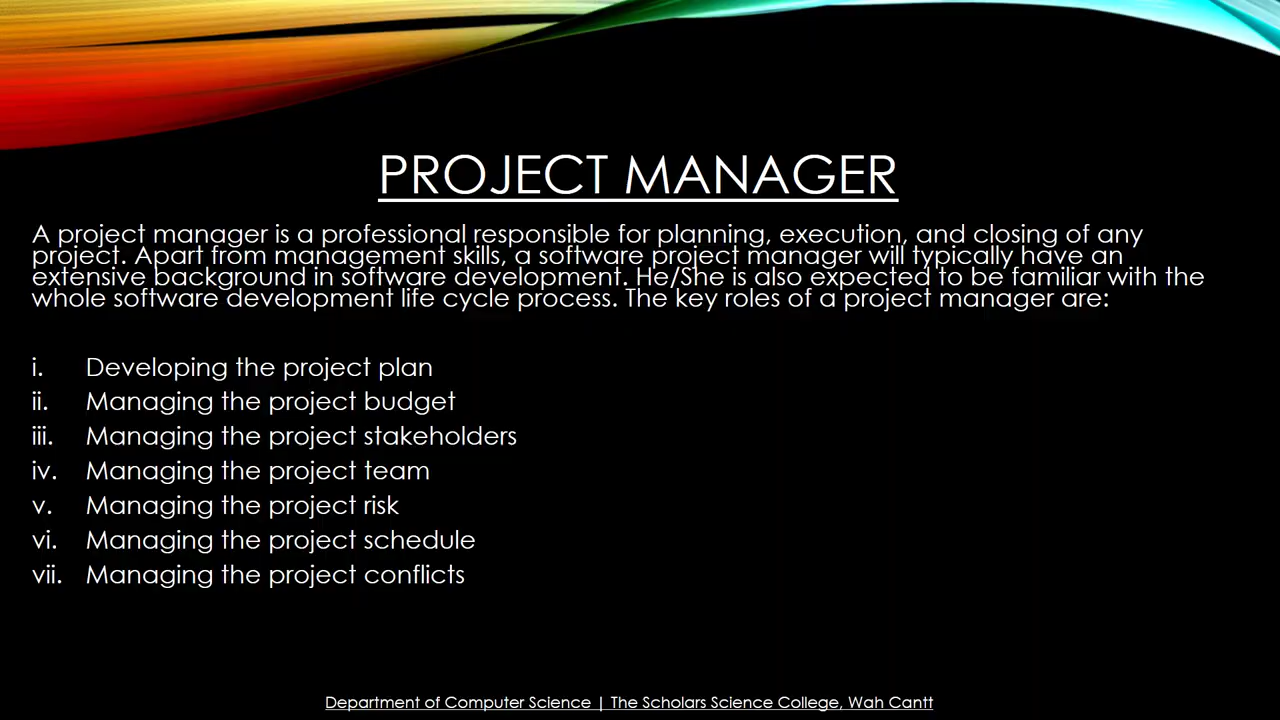 PROJECT MANAGER
A project manager is a professional responsible for planning, execution, and closing of any
project. Apart from management skills, a software project manager will typically have an
extensive background in software development. He/She is also expected to be familiar with the
whole software development life cycle process. The key roles of a project manager are:
i. Developing the project plan
ii. Managing the project budget
iii. Managing the project stakeholders
iv. Managing the project team
v. Managing the project risk
vi. Managing the project schedule
vii. Managing the project conflicts
Department of Computer Science | The Scholars Science College, Wah Cantt